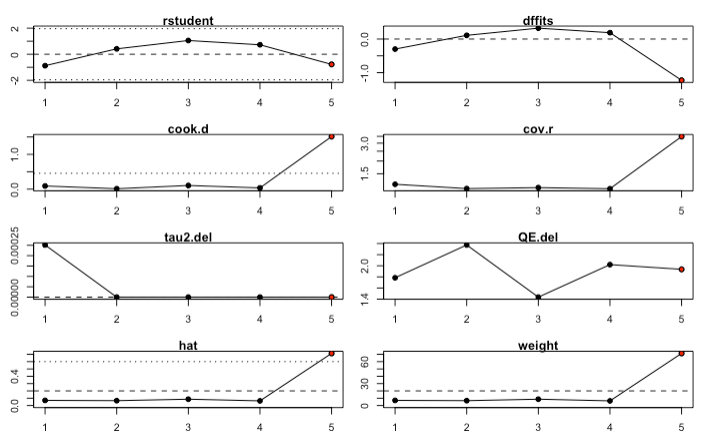 rstudent
2
0
-2
1 2 3 4 5
dffits
0.0
-1.0
1 2 3 4 5
cook.d
1.0
0.0
1 2 3 4 5
cov.r
3.0
1.5
1 2 3 4 5
tau2.del
0.00025
0.00000
1 2 3 4 5
QE.del
2.0
1.4
1 2 3 4 5
hat
0.4
0.0
1 2 3 4 5
weight
60
30
0
1 2 3 4 5